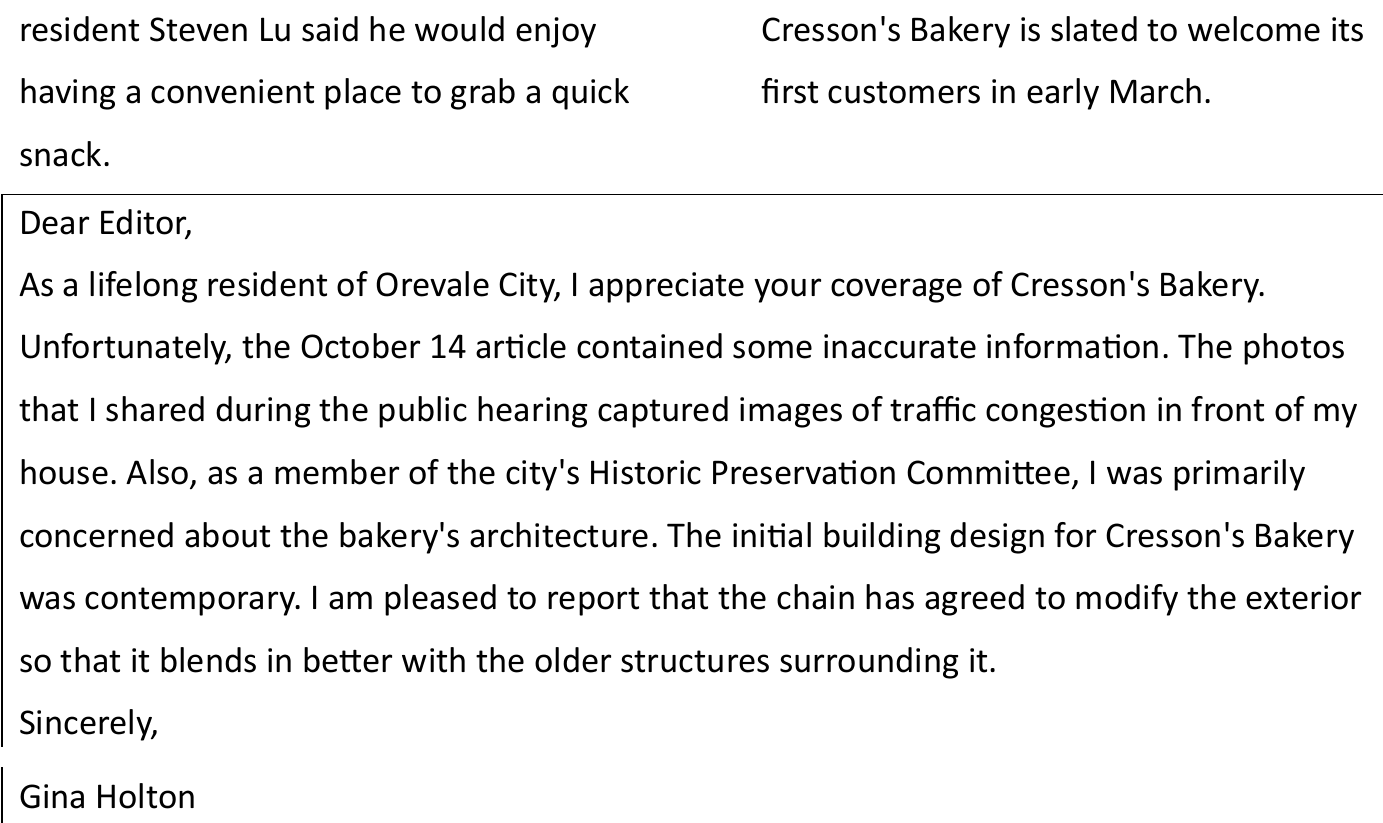 resident Steven Lu said he would enjoy
having a convenient place to grab a quick
snack.
Cresson's Bakery is slated to welcome its
first customers in early March.
Dear Editor,
As a lifelong resident of Orevale City, I appreciate your coverage of Cresson's Bakery.
Unfortunately, the October 14 article contained some inaccurate information. The photos
that I shared during the public hearing captured images of traffic congestion in front of my
house. Also, as a member of the city's Historic Preservation Committee, I was primarily
concerned about the bakery's architecture. The initial building design for Cresson's Bakery
was contemporary. I am pleased to report that the chain has agreed to modify the exterior
so that it blends in better with the older structures surrounding it.
Sincerely,
Gina Holton